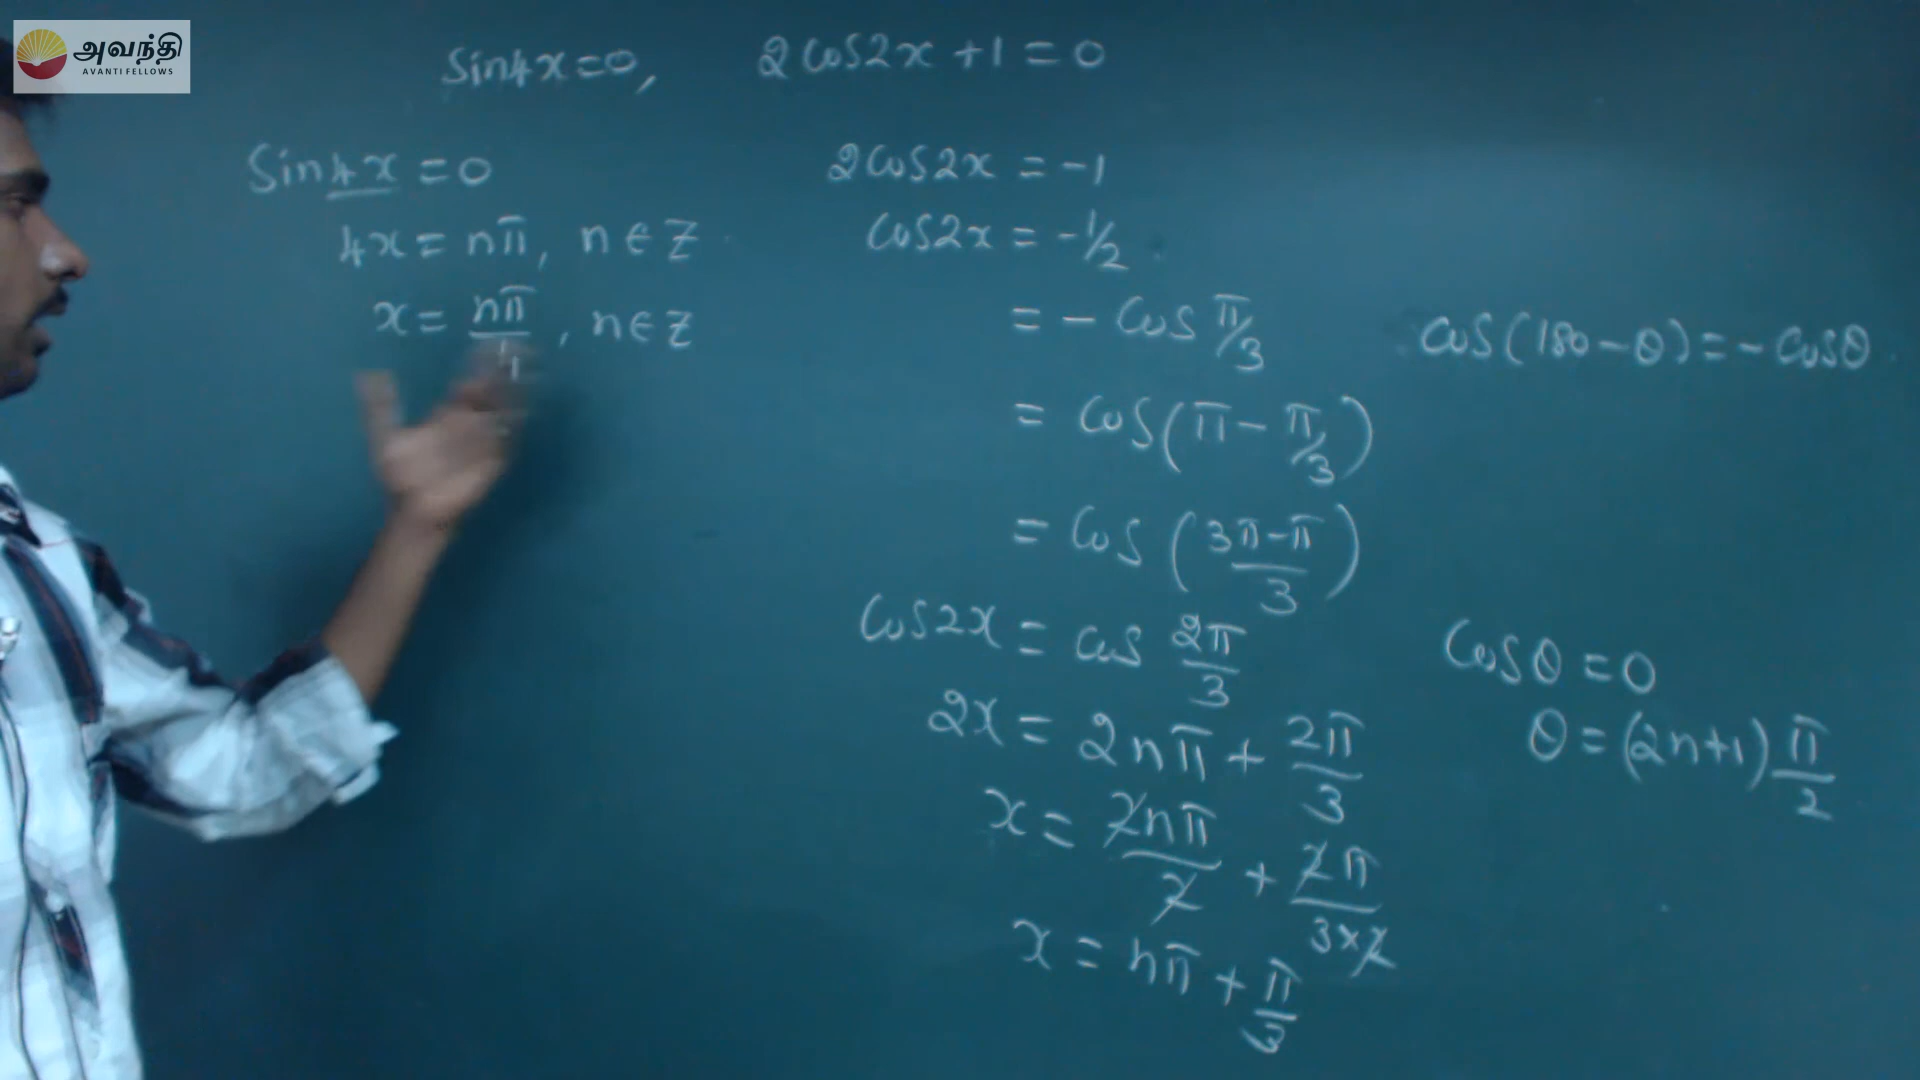 அவந்தி
AVANTI FELLOWS
Sin4x=0, 2cos2x+1=0
Sin4x=0
4x=nπ, n∈Z
x=nπ/4, n∈Z
2cos2x=-1
cos2x=-1/2
=-cosπ/3
=cos(π-π/3)
=cos((3π-π)/3)
cos2x=cos 2π/3
2x=2nπ+2π/3
x=2nπ/2+2π/3×2
x=nπ+π/3
cos(180-θ)=-cosθ
cosθ=0
θ=(2n+1)π/2